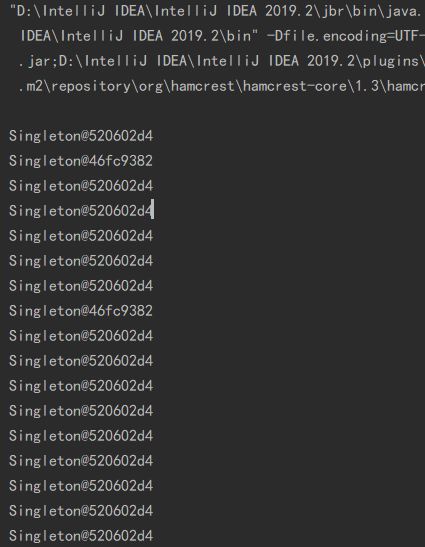 "D:\IntelliJ IDEA\IntelliJ IDEA 2019.2\jbr\bin\java.
IDEA\IntelliJ IDEA 2019.2\bin" -Dfile.encoding=UTF-
.jar;D:\IntelliJ IDEA\IntelliJ IDEA 2019.2\plugins\
.m2\repository\org\hamcrest\hamcrest-core\1.3\hamcr
Singleton@520602d4
Singleton@46fc9382
Singleton@520602d4
Singleton@520602d4
Singleton@520602d4
Singleton@520602d4
Singleton@520602d4
Singleton@46fc9382
Singleton@520602d4
Singleton@520602d4
Singleton@520602d4
Singleton@520602d4
Singleton@520602d4
Singleton@520602d4
Singleton@520602d4
Singleton@520602d4
Singleton@520602d4